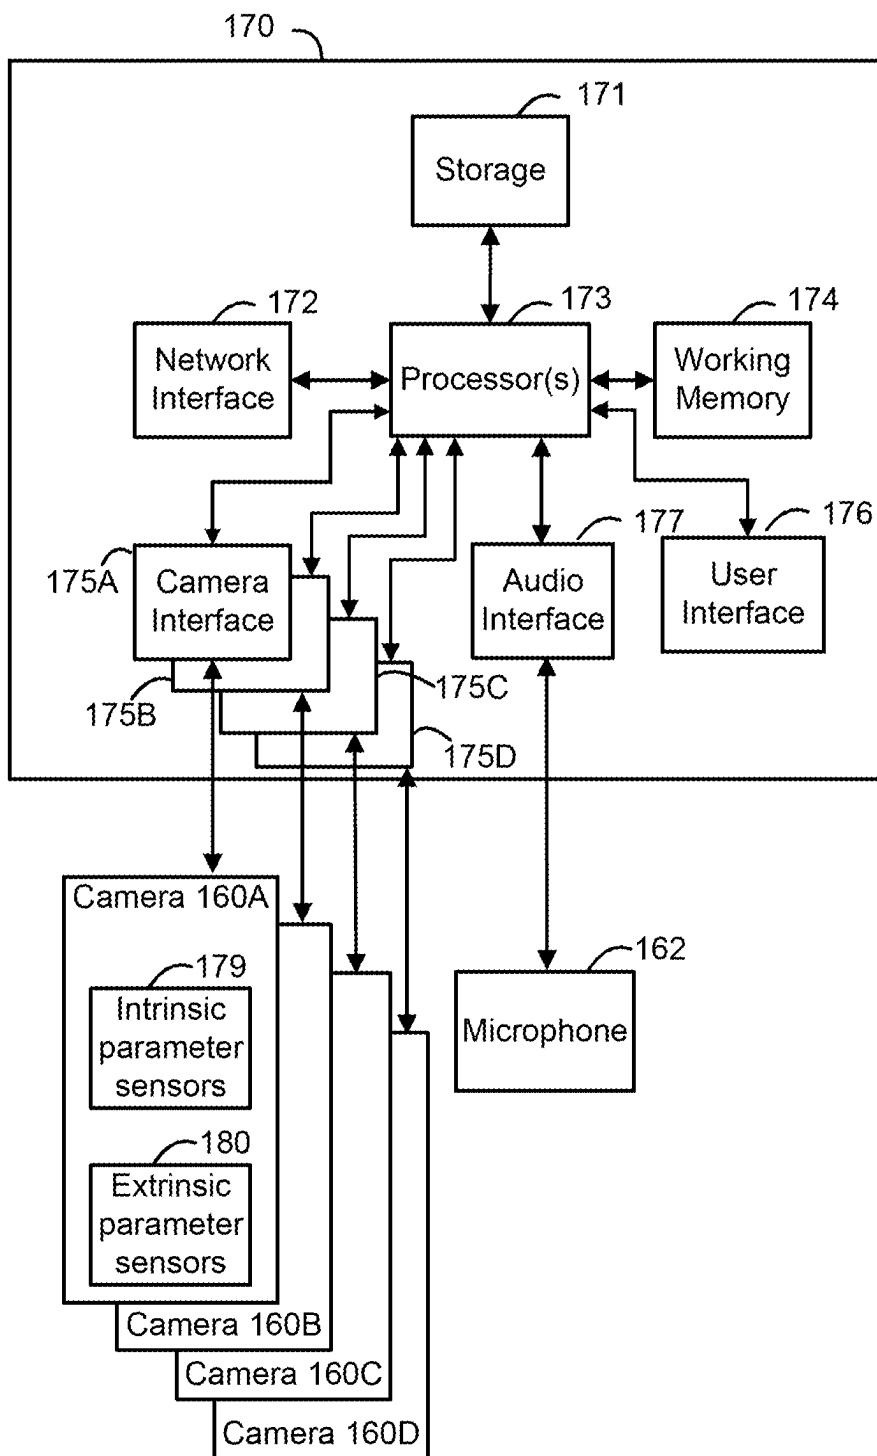 170
171
Storage
172
173
174
Network
Interface
Processor(s)
Working
Memory
175A
Camera
Interface
177
Audio
Interface
176
User
Interface
175B
175C
175D
Camera 160A
179
Intrinsic
parameter
sensors
162
Microphone
180
Extrinsic
parameter
sensors
Camera 160B
Camera 160C
Camera 160D